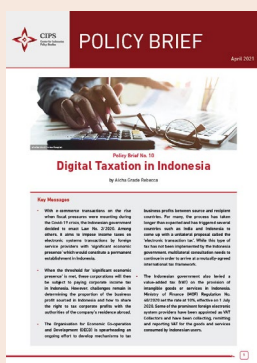 CIPS
Center for Indonesian
Policy Studies
POLICY BRIEF
April 2021
Policy Brief No. 10
Digital Taxation in Indonesia
by Aicha Grade Rebecca
Key Messages
• With e-commerce transactions on the rise
when fiscal pressures were mounting during
the Covid-19 crisis, the Indonesian government
decided to enact Law No. 2/2020. Among
others, it aims to impose income taxes on
electronic systems transactions by foreign
service providers with 'significant economic
presence' which would constitute a permanent
establishment in Indonesia.
• When the threshold for 'significant economic
presence' is met, these corporations will then
be subject to paying corporate income tax
in Indonesia. However, challenges remain in
determining the proportion of the business
profit sourced in Indonesia and how to share
the right to tax corporate profits with the
authorities of the company's residence abroad.
• The Organisation for Economic Co-operation
and Development (OECD) is spearheading an
ongoing effort to develop mechanisms to tax
business profits between source and recipient
countries. For many, the process has taken
longer than expected and has triggered several
countries such as India and Indonesia to
come up with a unilateral proposal called the
'electronic transaction tax'. While this type of
tax has not been implemented by the Indonesia
government, multilateral consultation needs to
continue in order to arrive at a mutually-agreed
international tax framework.
• The Indonesian government also levied a
value-added tax (VAT) on the provision of
intangible goods or services in Indonesia.
Ministry of Finance (MOF) Regulation No.
48/2020 set the rate at 10%, effective on 1 July
2020. Some of the prominent foreign electronic
system providers have been appointed as VAT
Collectors and have been collecting, remitting
and reporting VAT for the goods and services
consumed by Indonesian users.
1